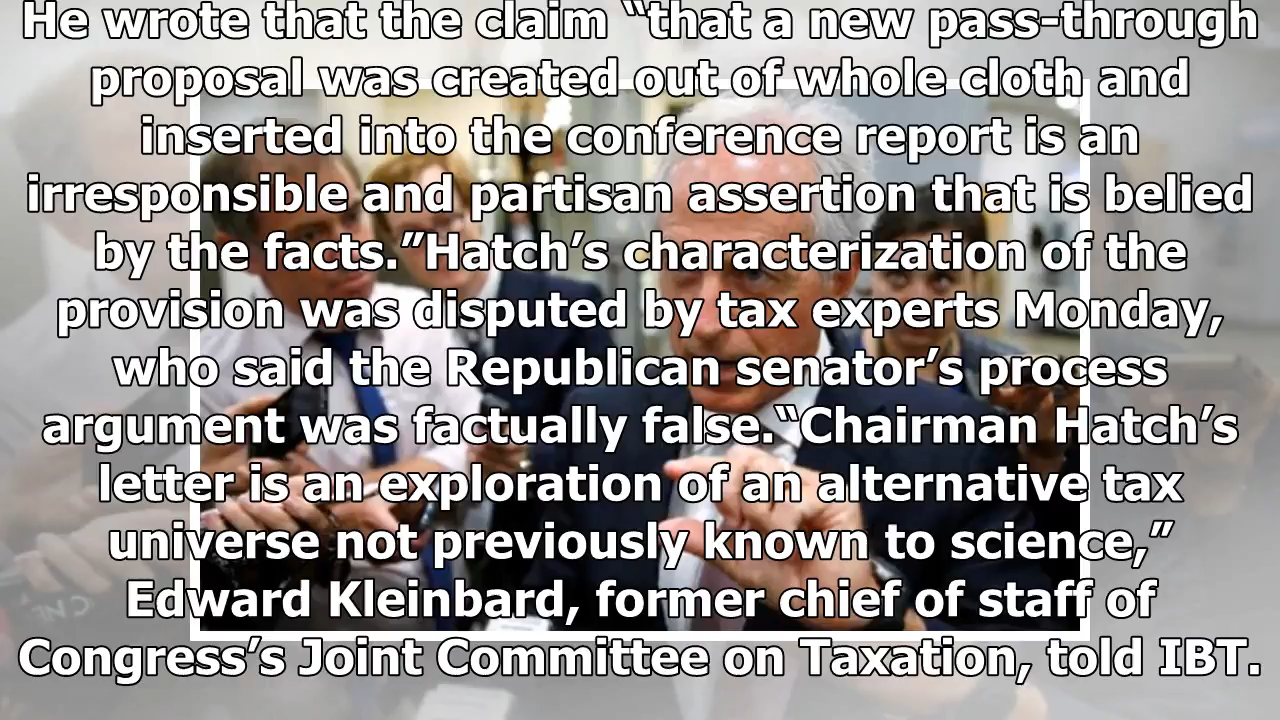 He wrote that the claim “that a new pass-through
proposal was created out of whole cloth and
inserted into the conference report is an
irresponsible and partisan assertion that is belied
by the facts.”Hatch’s characterization of the
provision was disputed by tax experts Monday,
who said the Republican senator’s process
argument was factually false.“Chairman Hatch’s
letter is an exploration of an alternative tax
universe not previously known to science,”
Edward Kleinbard, former chief of staff of
Congress’s Joint Committee on Taxation, told IBT.